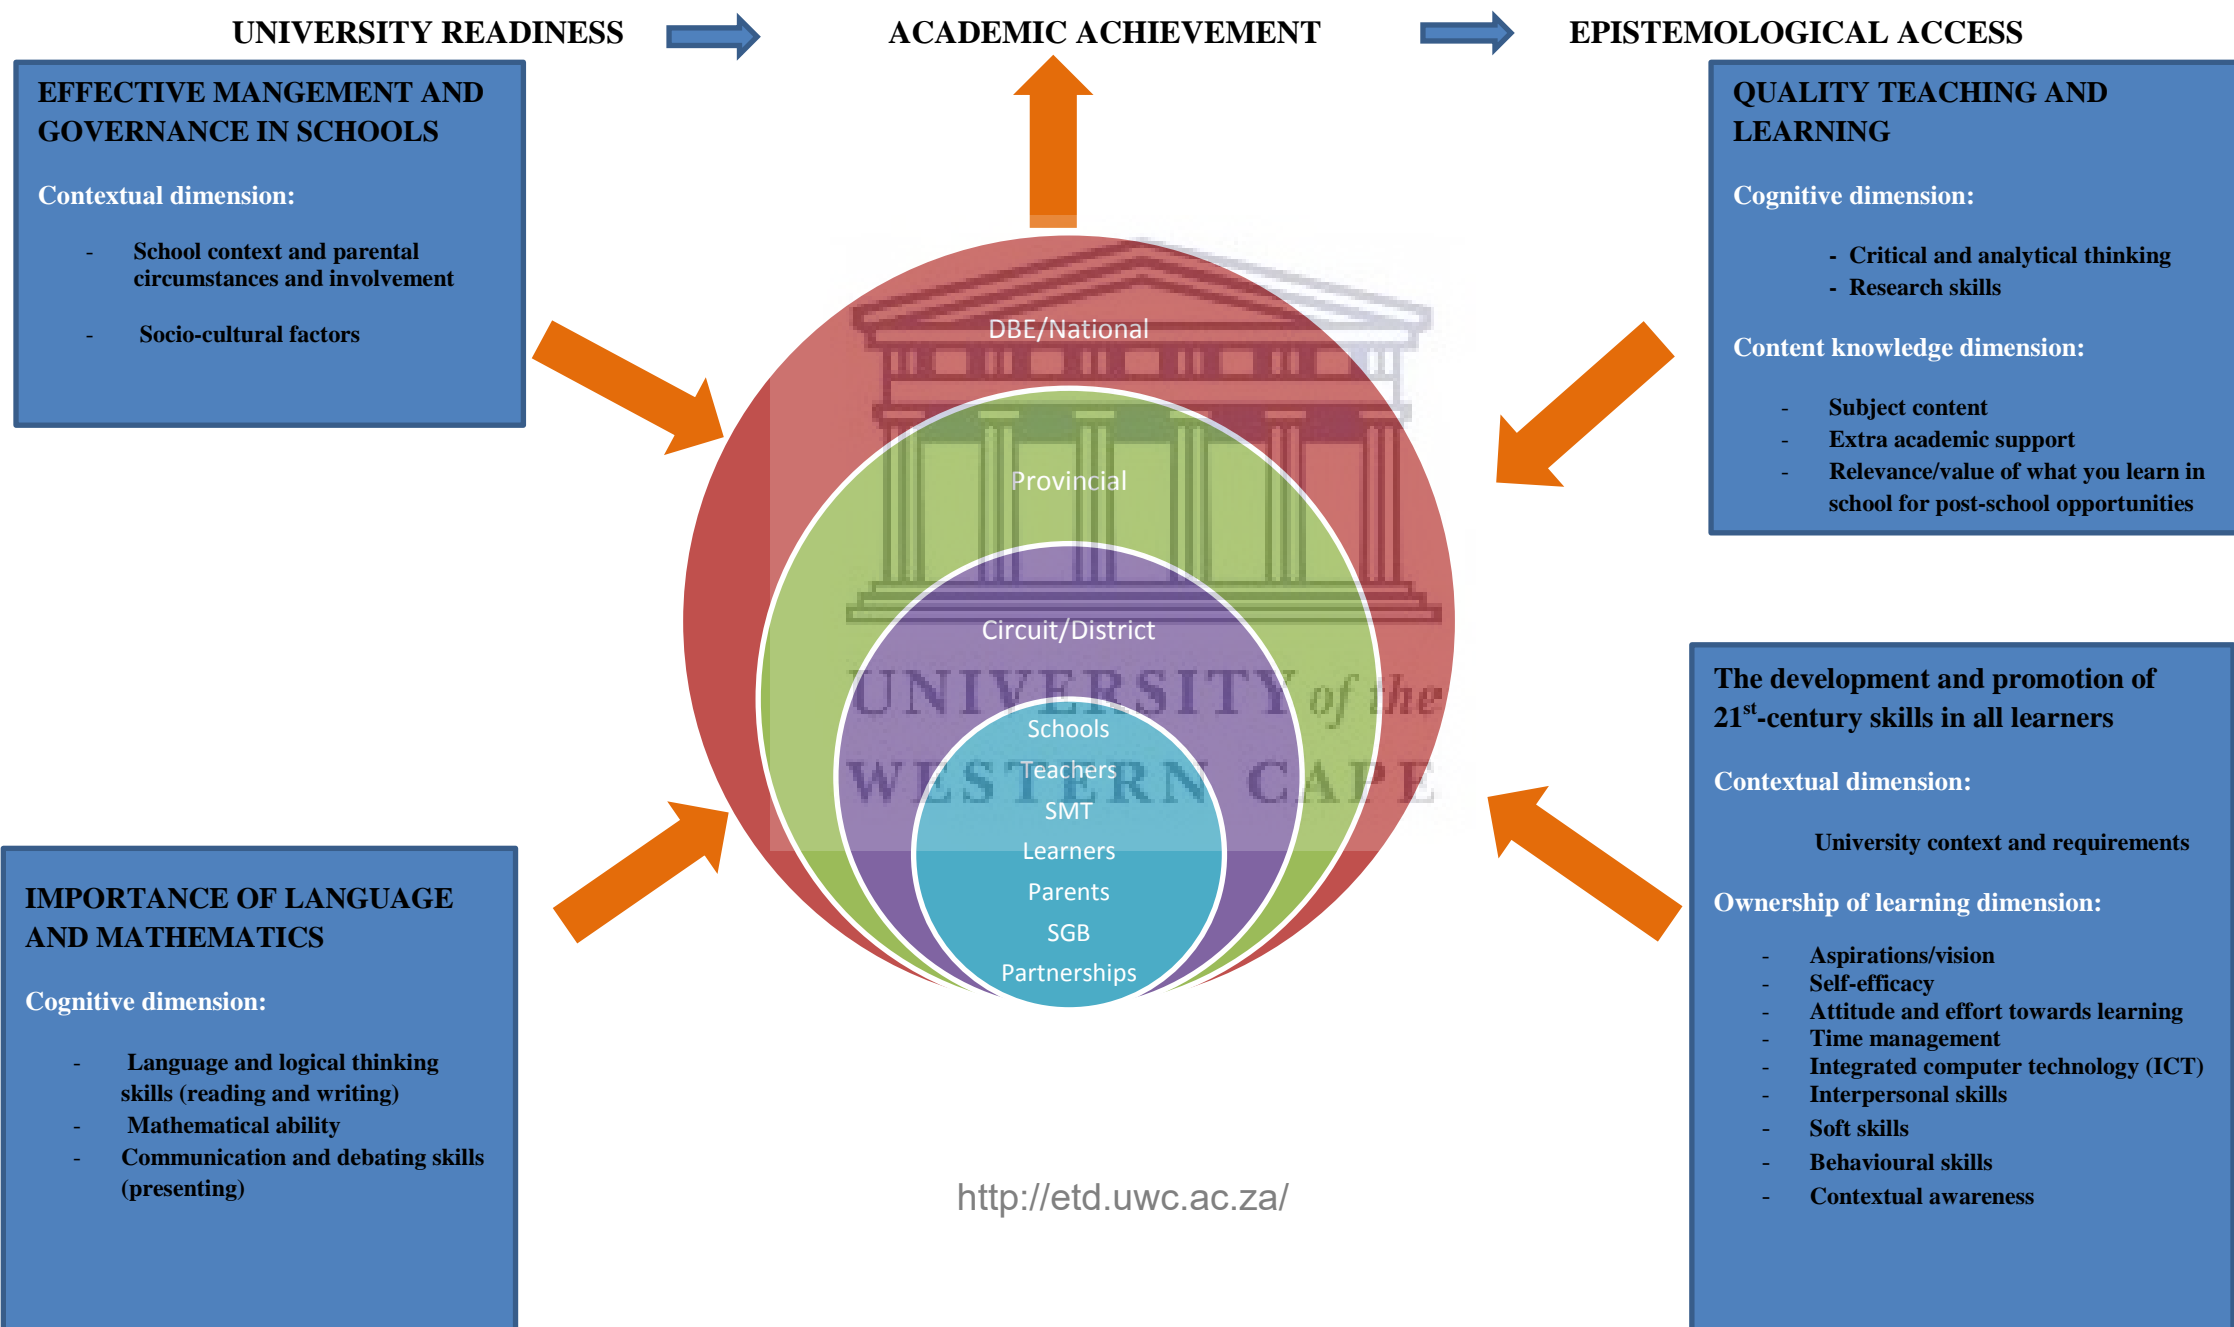 UNIVERSITY READINESS
ACADEMIC ACHIEVEMENT
EPISTEMOLOGICAL ACCESS
EFFECTIVE MANGEMENT AND
GOVERNANCE IN SCHOOLS
Contextual dimension:
- School context and parental
circumstances and involvement
- Socio-cultural factors
QUALITY TEACHING AND
LEARNING
Cognitive dimension:
- Critical and analytical thinking
- Research skills
Content knowledge dimension:
- Subject content
- Extra academic support
- Relevance/value of what you learn in
school for post-school opportunities
DBE/National
Provincial
Circuit/District
UNIVERSITY of the
WESTERN CAPE
Schools
Teachers
SMT
Learners
Parents
SGB
Partnerships
IMPORTANCE OF LANGUAGE
AND MATHEMATICS
Cognitive dimension:
- Language and logical thinking
skills (reading and writing)
- Mathematical ability
- Communication and debating skills
(presenting)
The development and promotion of
21st-century skills in all learners
Contextual dimension:
University context and requirements
Ownership of learning dimension:
- Aspirations/vision
- Self-efficacy
- Attitude and effort towards learning
- Time management
- Integrated computer technology (ICT)
- Interpersonal skills
- Soft skills
- Behavioural skills
- Contextual awareness
http://etd.uwc.ac.za/